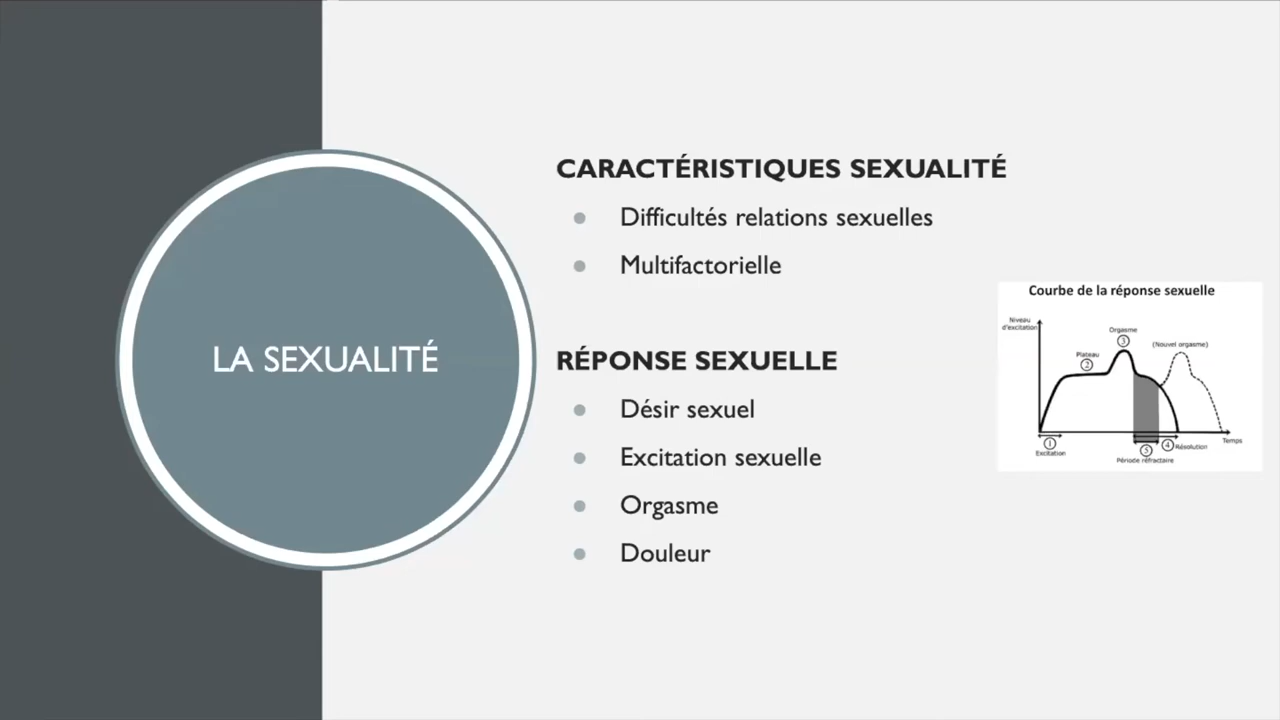 LA SEXUALITÉ
CARACTÉRISTIQUES SEXUALITÉ
Difficultés relations sexuelles
Multifactorielle
RÉPONSE SEXUELLE
Désir sexuel
Excitation sexuelle
Orgasme
Douleur
Courbe de la réponse sexuelle
Niveau
d'excitation
Orgasme
3
(Nouvel orgasme)
Plateau
2
1
Excitation
4 Résolution
5
Période réfractaire
Temps